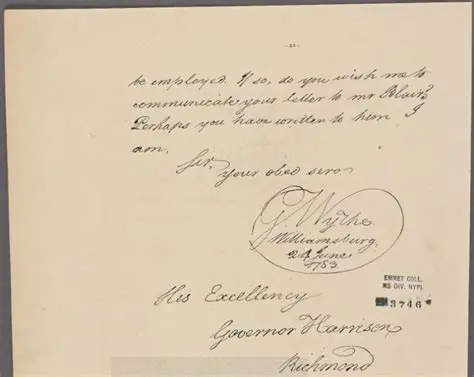 -25-
be employed. If so, do you wish me to
communicate your letter to mr Blair?
Perhaps you have written to him I
am.
Sir,
your obed serv
G. Wythe.
Williamsburg,
24 June
1783.
EMMET COLL.
MS DIV. NYPL
3746
His Excellency
Governor Harrison
Richmond